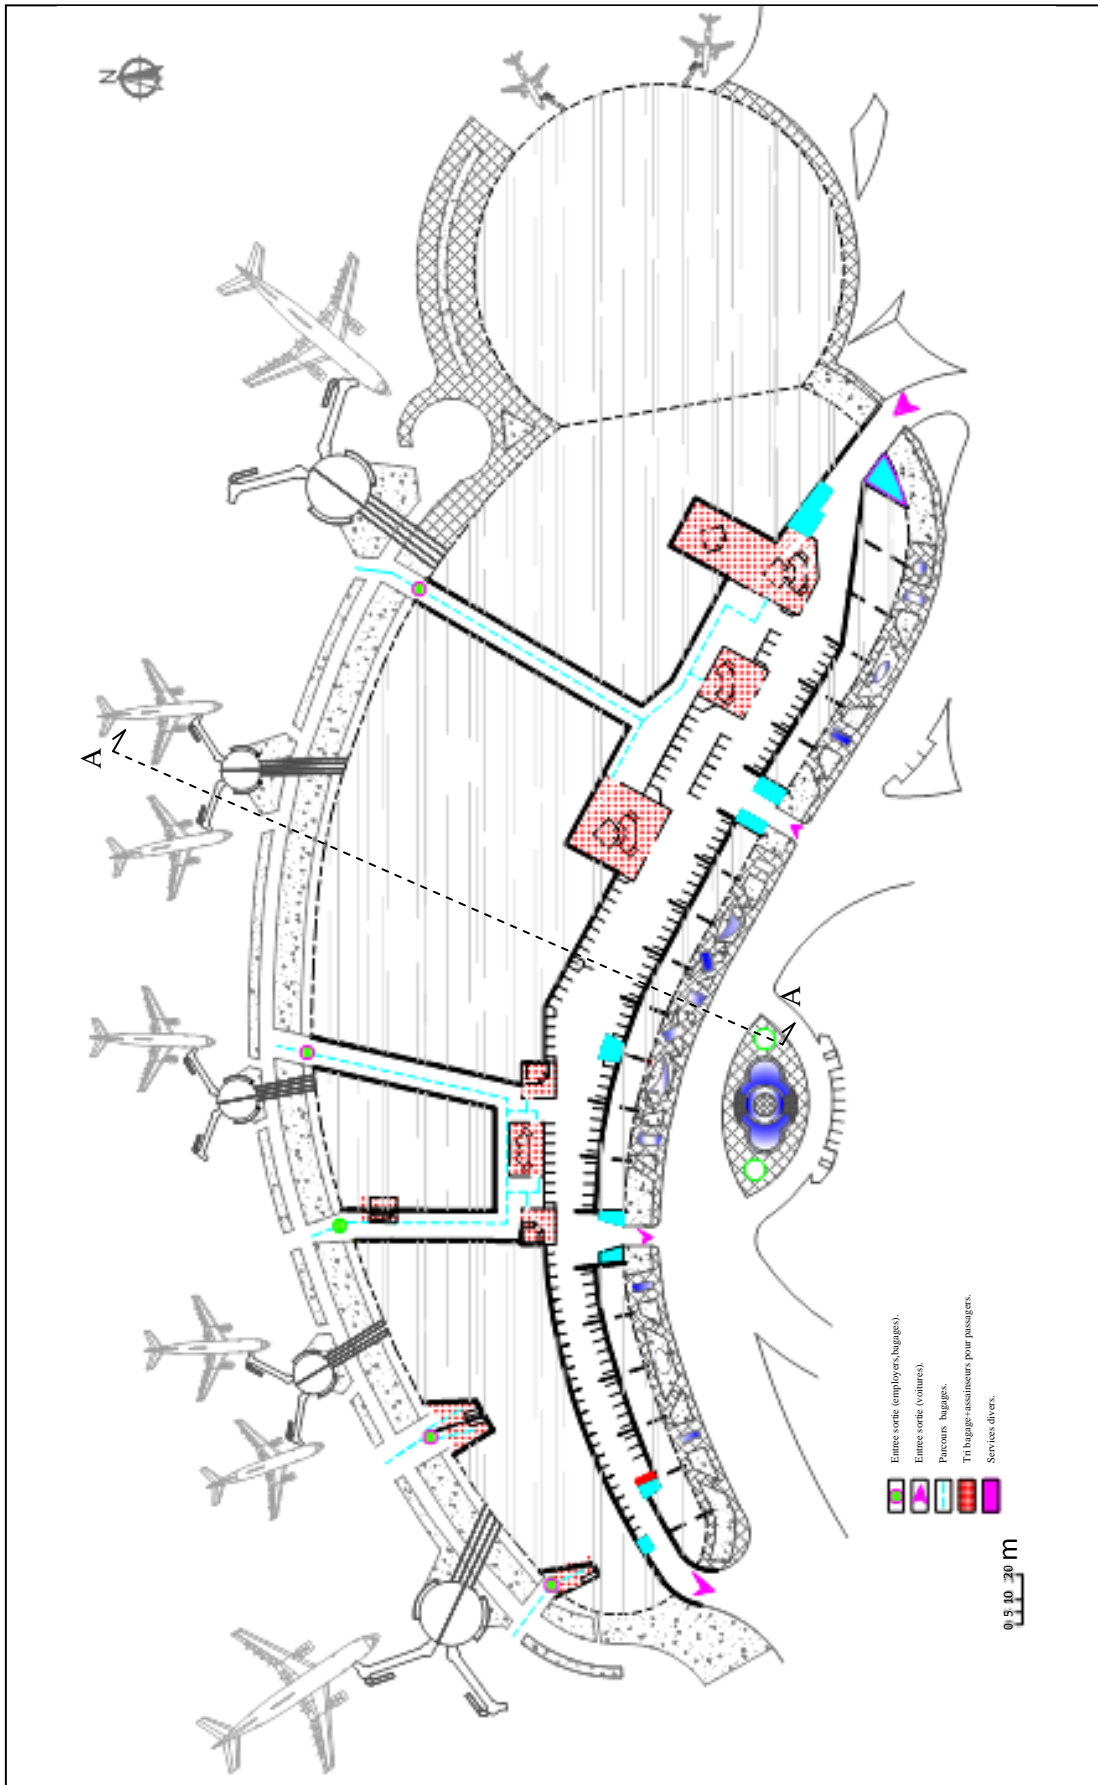 N
A
A
Entree sortie (employers,bagages).
Entree sortie (voitures).
Parcours bagages.
Tri bagage+assainseurs pour passagers.
Services divers.
0 5 10 20 m